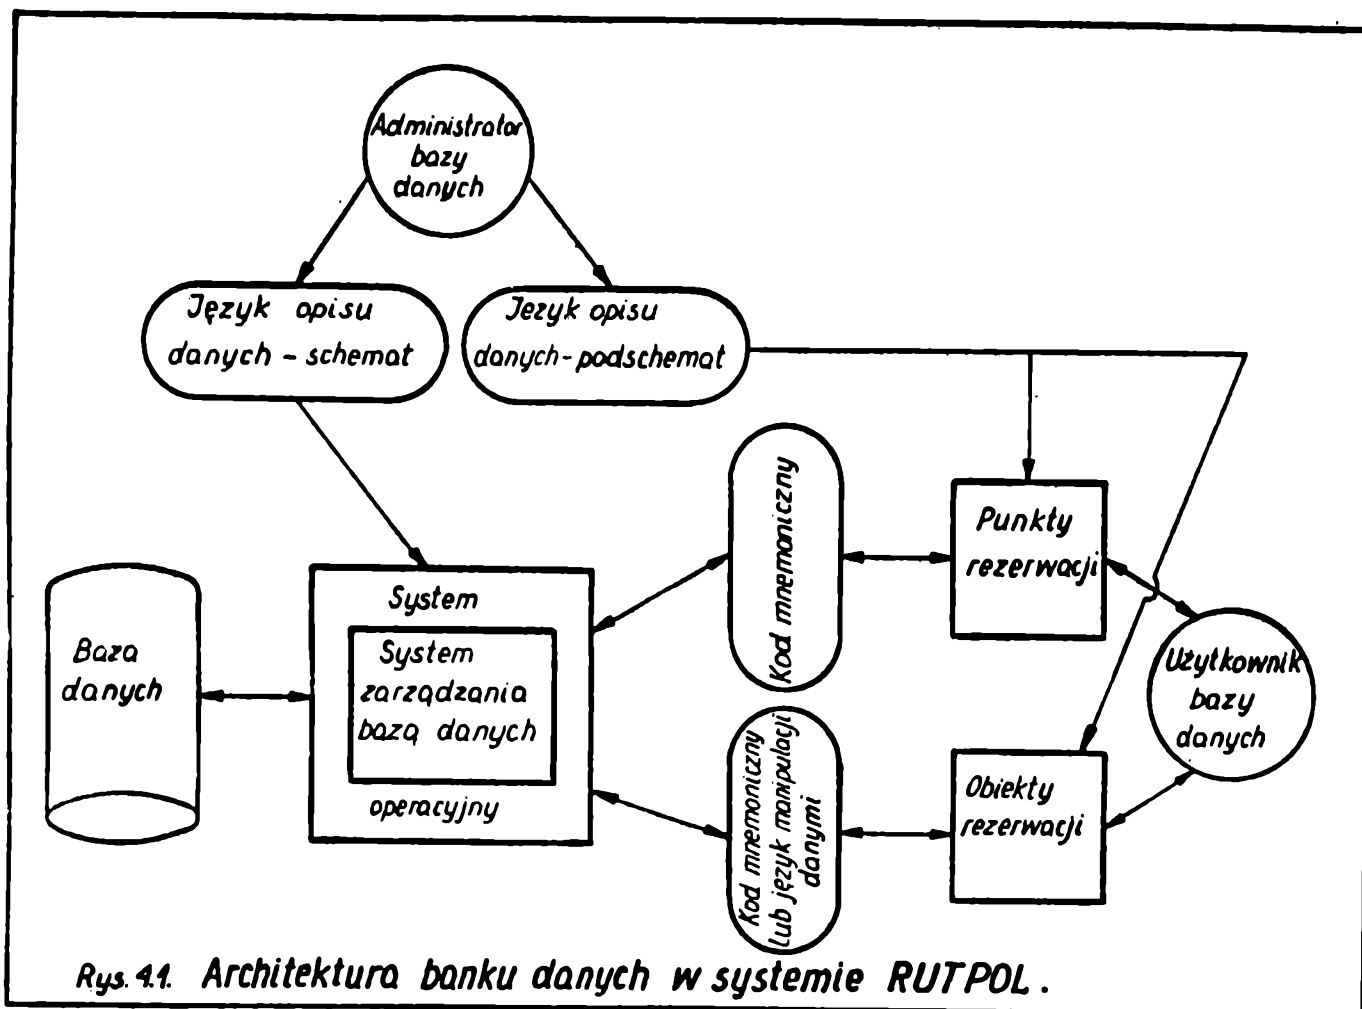 Administrator
bazy
danych
Język opisu
danych - schemat
Jezyk opisu
danych - podschemat
Kod mnemoniczny
Punkty
rezerwacji
System
System
zarządzania
bazą danych
operacyjny
Baza
danych
Użytkownik
bazy
danych
Kod mnemoniczny
lub język manipulacji
danymi
Obiekty
rezerwacji
Rys. 4.1. Architektura banku danych w systemie RUTPOL.